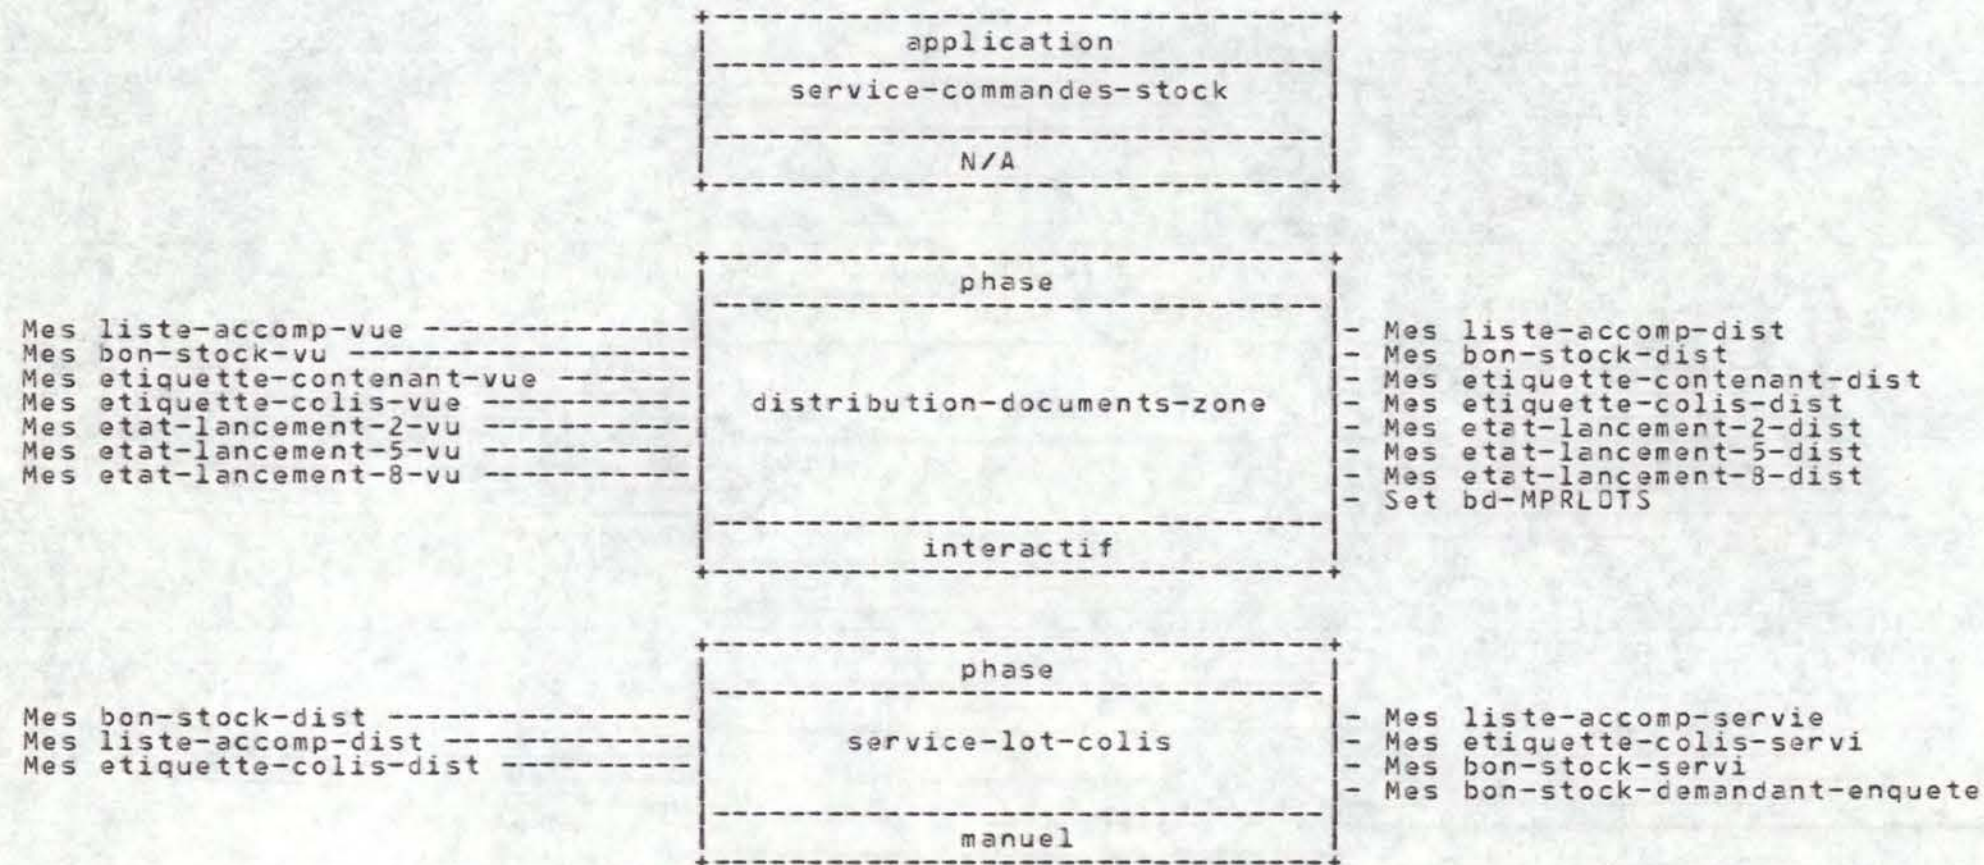 application
service-commandes-stock
N/A
phase
Mes liste-accomp-vue
Mes bon-stock-vu
Mes etiquette-contenant-vue
Mes etiquette-colis-vue
Mes etat-lancement-2-vu
Mes etat-lancement-5-vu
Mes etat-lancement-8-vu
distribution-documents-zone
- Mes liste-accomp-dist
- Mes bon-stock-dist
- Mes etiquette-contenant-dist
- Mes etiquette-colis-dist
- Mes etat-lancement-2-dist
- Mes etat-lancement-5-dist
- Mes etat-lancement-8-dist
- Set bd-MPRLOTS
interactif
phase
Mes bon-stock-dist
Mes liste-accomp-dist
Mes etiquette-colis-dist
service-lot-colis
- Mes liste-accomp-servie
- Mes etiquette-colis-servi
- Mes bon-stock-servi
- Mes bon-stock-demandant-enquete
manuel